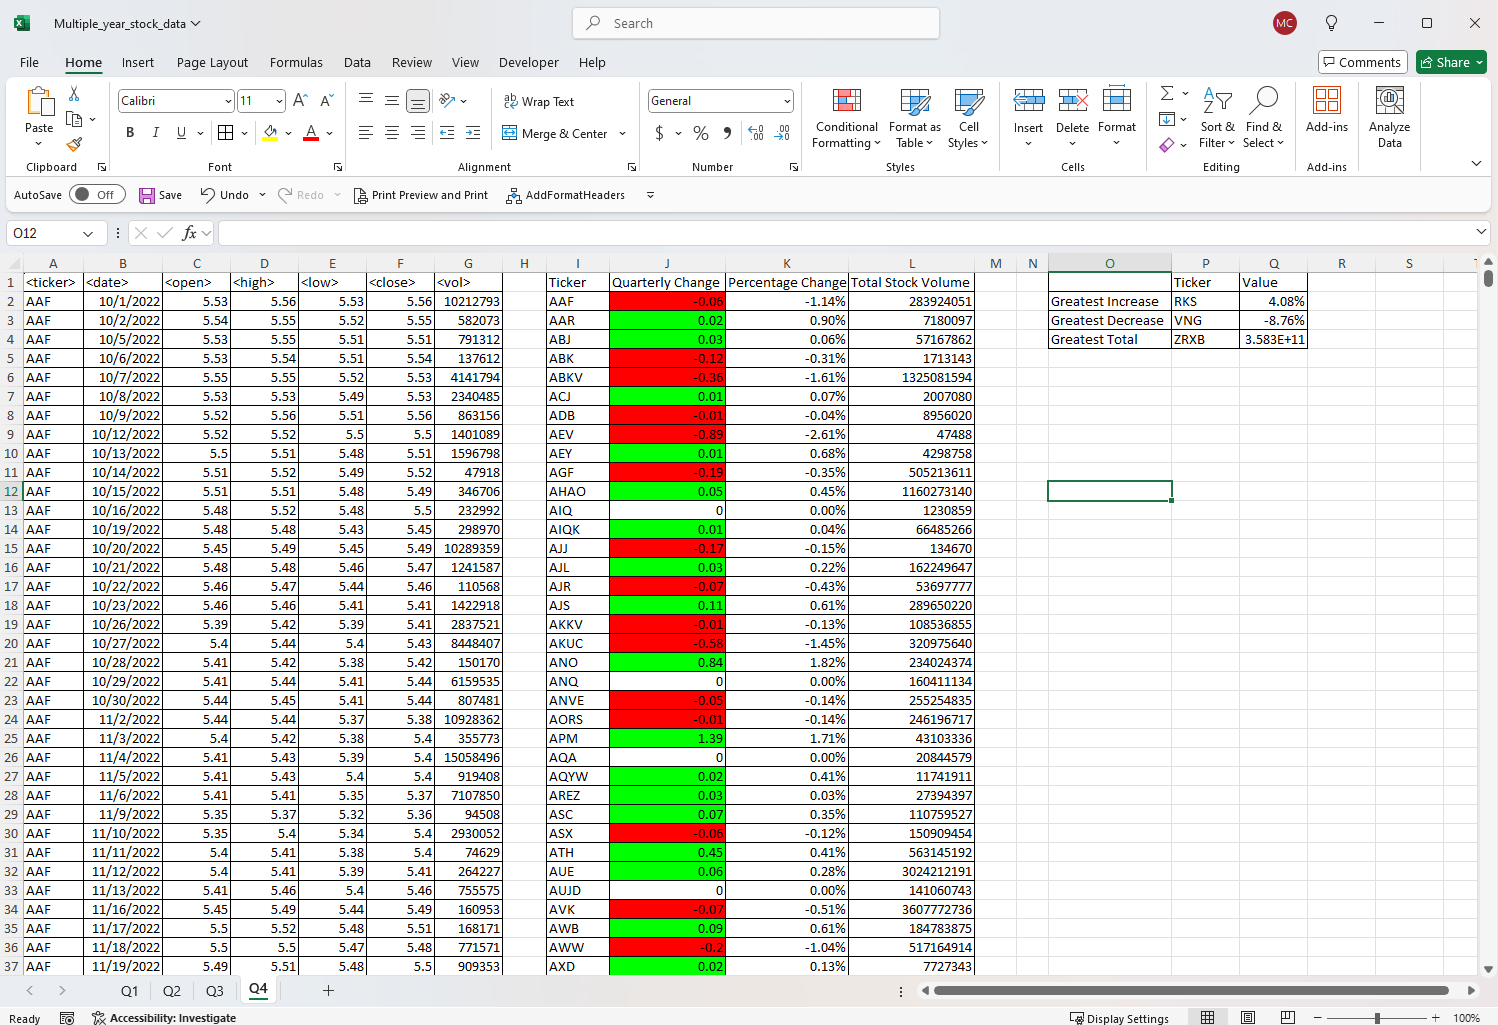 Multiple_year_stock_data
Search
MC
File Home Insert Page Layout Formulas Data Review View Developer Help
Comments Share
Paste
Clipboard
Calibri 11
B I U
Font
Wrap Text
Merge & Center
Alignment
General
$ % 9
Number
Conditional Formatting
Format as Table
Cell Styles
Styles
Insert Delete Format
Cells
Sort & Filter
Find & Select
Editing
Add-ins
Add-ins
Analyze Data
AutoSave Off Save Undo Redo Print Preview and Print AddFormatHeaders
O12 fx
A B C D E F G H I J K L M N O P Q R S
1 <ticker> <date> <open> <high> <low> <close> <vol> Ticker Quarterly Change Percentage Change Total Stock Volume Ticker Value
2 AAF 10/1/2022 5.53 5.56 5.53 5.56 10212793 AAF -0.06 -1.14% 283924051 Greatest Increase RKS 4.08%
3 AAF 10/2/2022 5.54 5.55 5.52 5.55 582073 AAR 0.02 0.90% 7180097 Greatest Decrease VNG -8.76%
4 AAF 10/5/2022 5.53 5.55 5.51 5.51 791312 ABJ 0.03 0.06% 57167862 Greatest Total ZRXB 3.583E+11
5 AAF 10/6/2022 5.53 5.54 5.51 5.54 137612 ABK -0.12 -0.31% 1713143
6 AAF 10/7/2022 5.55 5.55 5.52 5.53 4141794 ABKV -0.36 -1.61% 1325081594
7 AAF 10/8/2022 5.53 5.53 5.49 5.53 2340485 ACJ 0.01 0.07% 2007080
8 AAF 10/9/2022 5.52 5.56 5.51 5.56 863156 ADB -0.01 -0.04% 8956020
9 AAF 10/12/2022 5.52 5.52 5.5 5.5 1401089 AEV -0.89 -2.61% 47488
10 AAF 10/13/2022 5.5 5.51 5.48 5.51 1596798 AEY 0.01 0.68% 4298758
11 AAF 10/14/2022 5.51 5.52 5.49 5.52 47918 AGF -0.19 -0.35% 505213611
12 AAF 10/15/2022 5.51 5.51 5.48 5.49 346706 AHAO 0.05 0.45% 1160273140
13 AAF 10/16/2022 5.48 5.52 5.48 5.5 232992 AIQ 0 0.00% 1230859
14 AAF 10/19/2022 5.48 5.48 5.43 5.45 298970 AIQK 0.01 0.04% 66485266
15 AAF 10/20/2022 5.45 5.49 5.45 5.49 10289359 AJJ -0.17 -0.15% 134670
16 AAF 10/21/2022 5.48 5.48 5.46 5.47 1241587 AJL 0.03 0.22% 162249647
17 AAF 10/22/2022 5.46 5.47 5.44 5.46 110568 AJR -0.07 -0.43% 53697777
18 AAF 10/23/2022 5.46 5.46 5.41 5.41 1422918 AJS 0.11 0.61% 289650220
19 AAF 10/26/2022 5.39 5.42 5.39 5.41 2837521 AKKV -0.01 -0.13% 108536855
20 AAF 10/27/2022 5.4 5.44 5.4 5.43 8448407 AKUC -0.58 -1.45% 320975640
21 AAF 10/28/2022 5.41 5.42 5.38 5.42 150170 ANO 0.84 1.82% 234024374
22 AAF 10/29/2022 5.41 5.44 5.41 5.44 6159535 ANQ 0 0.00% 160411134
23 AAF 10/30/2022 5.44 5.45 5.41 5.44 807481 ANVE -0.05 -0.14% 255254835
24 AAF 11/2/2022 5.44 5.44 5.37 5.38 10928362 AORS -0.01 -0.14% 246196717
25 AAF 11/3/2022 5.4 5.42 5.38 5.4 355773 APM 1.39 1.71% 43103336
26 AAF 11/4/2022 5.41 5.43 5.39 5.4 15058496 AQA 0 0.00% 20844579
27 AAF 11/5/2022 5.41 5.43 5.4 5.4 919408 AQYW 0.02 0.41% 11741911
28 AAF 11/6/2022 5.41 5.41 5.35 5.37 7107850 AREZ 0.03 0.03% 27394397
29 AAF 11/9/2022 5.35 5.37 5.32 5.36 94508 ASC 0.07 0.35% 110759527
30 AAF 11/10/2022 5.35 5.4 5.34 5.4 2930052 ASX -0.06 -0.12% 150909454
31 AAF 11/11/2022 5.4 5.41 5.38 5.4 74629 ATH 0.45 0.41% 563145192
32 AAF 11/12/2022 5.4 5.41 5.39 5.41 264227 AUE 0.06 0.28% 3024212191
33 AAF 11/13/2022 5.41 5.46 5.4 5.46 755575 AUJD 0 0.00% 141060743
34 AAF 11/16/2022 5.45 5.49 5.44 5.49 160953 AVK -0.07 -0.51% 3607772736
35 AAF 11/17/2022 5.5 5.52 5.48 5.51 168171 AWB 0.09 0.61% 184783875
36 AAF 11/18/2022 5.5 5.5 5.47 5.48 771571 AWW -0.2 -1.04% 517164914
37 AAF 11/19/2022 5.49 5.51 5.48 5.5 909353 AXD 0.02 0.13% 7727343
Q1 Q2 Q3 Q4
Ready Accessibility: Investigate Display Settings 100%